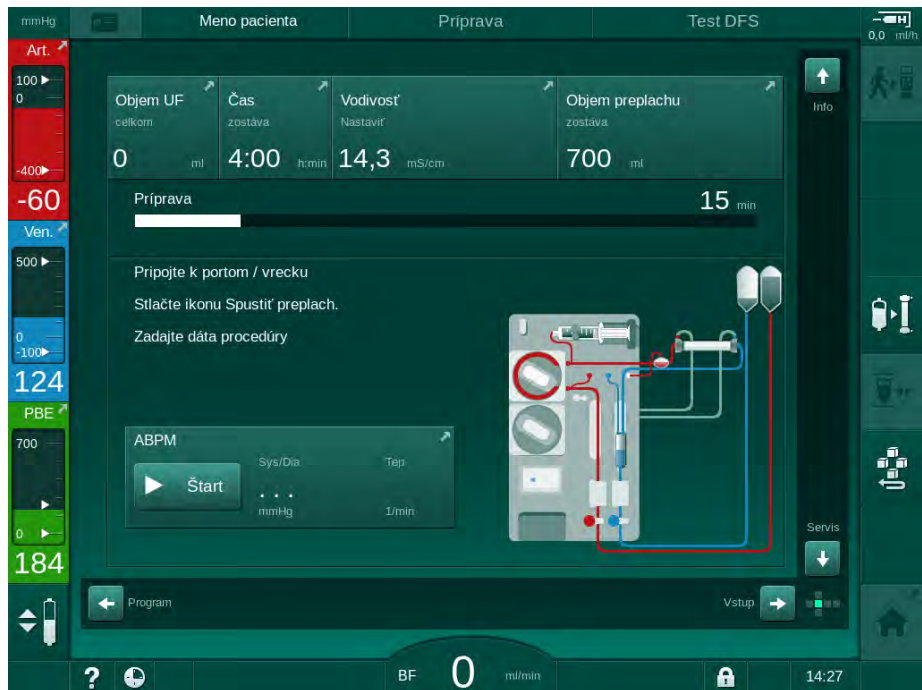 mmHg
Meno pacienta
Príprava
Test DFS
0,0 ml/h
Art.
100
0
-400
-60
Ven.
500
0
-100
124
PBE
700
0
184
Objem UF
celkom
0 ml
Čas
zostáva
4:00 h:min
Vodivosť
Nastaviť
14,3 mS/cm
Objem preplachu
zostáva
700 ml
Info
Príprava
15 min
Pripojte k portom / vrecku
Stlačte ikonu Spustiť preplach.
Zadajte dáta procedúry
ABPM
Štart
Sys/Dia
. . .
mmHg
Tep
1/min
Servis
Program
Vstup
?
BF 0 ml/min
14:27